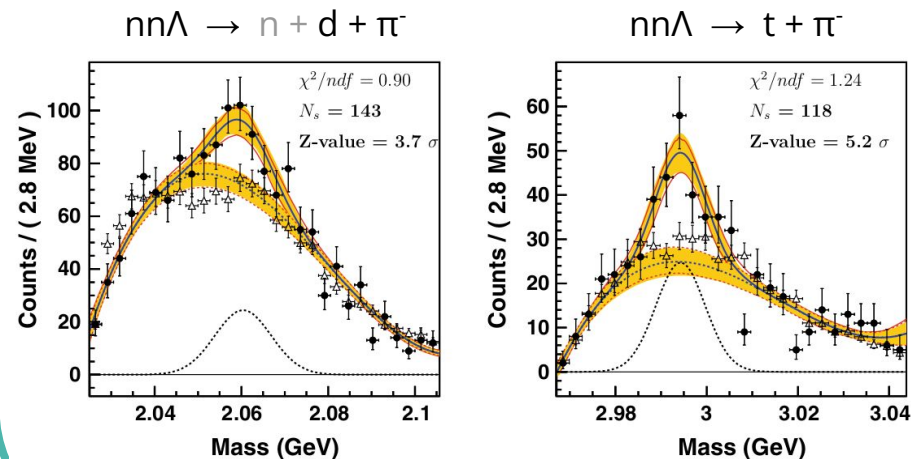 nnΛ → n + d + π⁻
χ²/ndf = 0.90
Nₛ = 143
Z-value = 3.7 σ
Counts / ( 2.8 MeV )
100
80
60
40
20
0
2.04 2.06 2.08 2.1
Mass (GeV)
nnΛ → t + π⁻
χ²/ndf = 1.24
Nₛ = 118
Z-value = 5.2 σ
Counts / ( 2.8 MeV )
60
50
40
30
20
10
0
2.98 3 3.02 3.04
Mass (GeV)